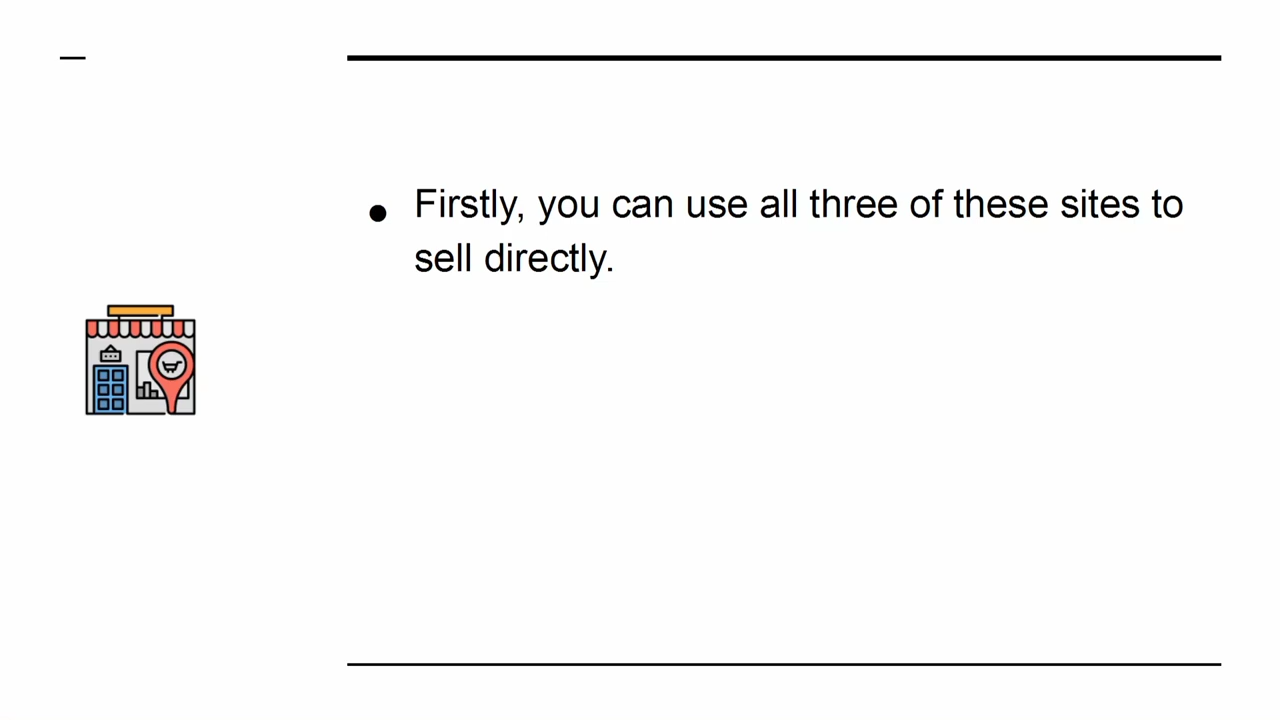 Firstly, you can use all three of these sites to
sell directly.